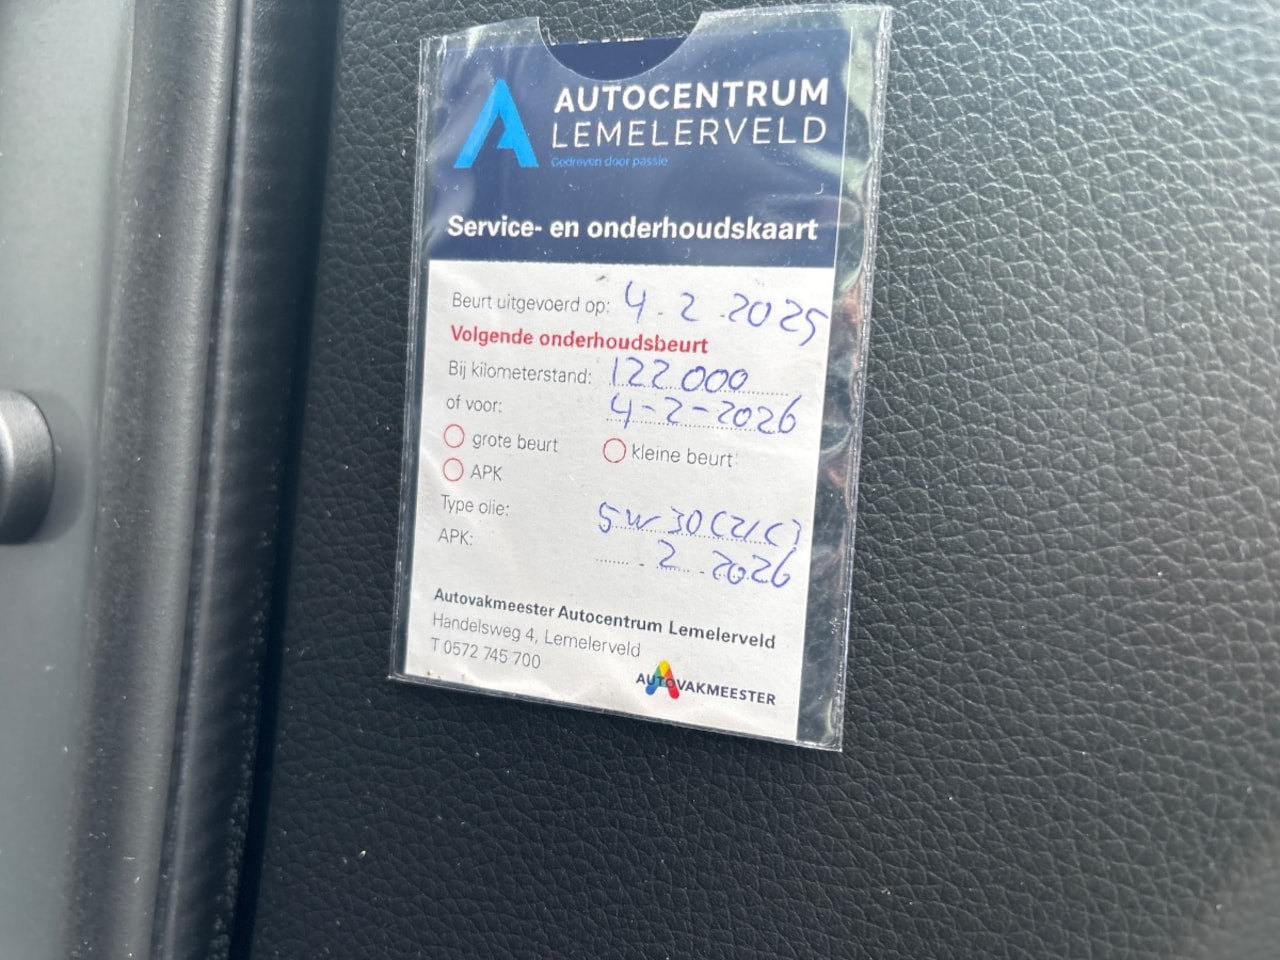 AUTOCENTRUM
LEMELERVELD
Gedreven door passie
Service- en onderhoudskaart
Beurt uitgevoerd op: 4.2.2025
Volgende onderhoudsbeurt
Bij kilometerstand: 122.000
of voor: 4-2-2026
grote beurt kleine beurt
APK
Type olie: 5W30
APK: 2.2026
Autovakmeester Autocentrum Lemelerveld
Handelsweg 4, Lemelerveld
T 0572 745 700
AUTOVAKMEESTER